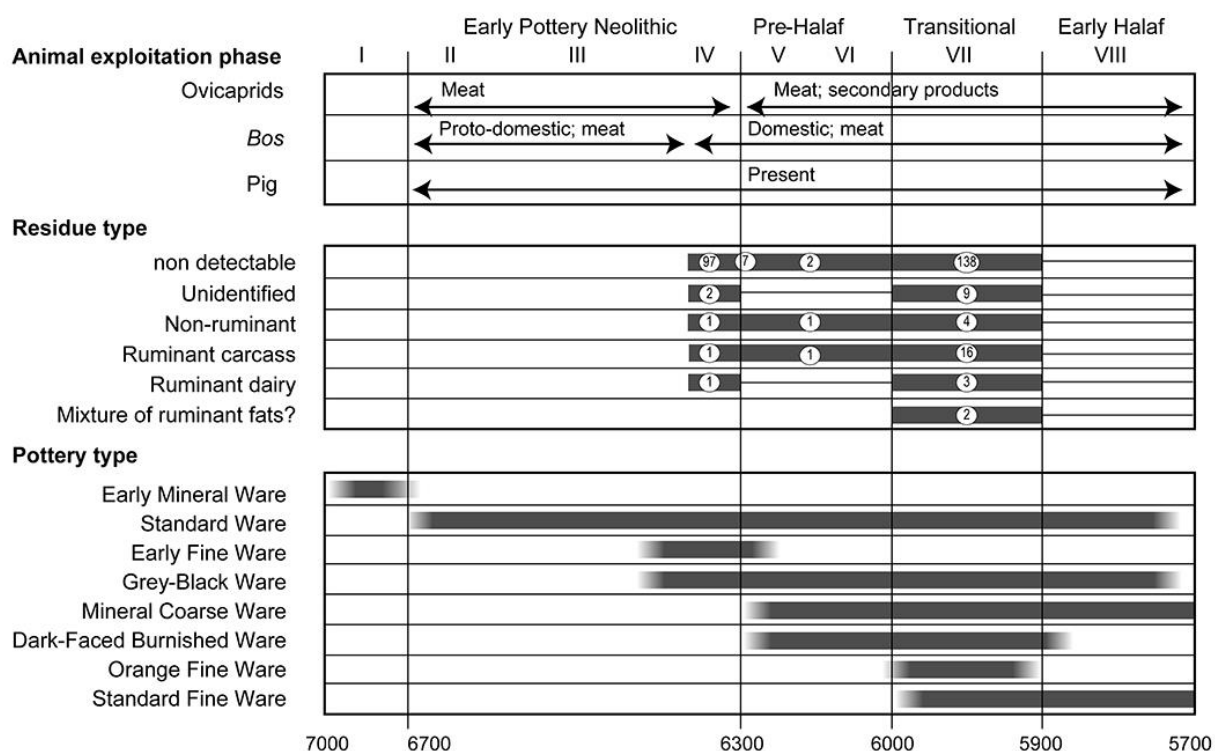 Early Pottery Neolithic Pre-Halaf Transitional Early Halaf
Animal exploitation phase I II III IV V VI VII VIII
Ovicaprids Meat Meat; secondary products
Bos Proto-domestic; meat Domestic; meat
Pig Present
Residue type
non detectable 97 7 2 138
Unidentified 2 9
Non-ruminant 1 1 4
Ruminant carcass 1 1 16
Ruminant dairy 1 3
Mixture of ruminant fats? 2
Pottery type
Early Mineral Ware
Standard Ware
Early Fine Ware
Grey-Black Ware
Mineral Coarse Ware
Dark-Faced Burnished Ware
Orange Fine Ware
Standard Fine Ware
7000 6700 6300 6000 5900 5700